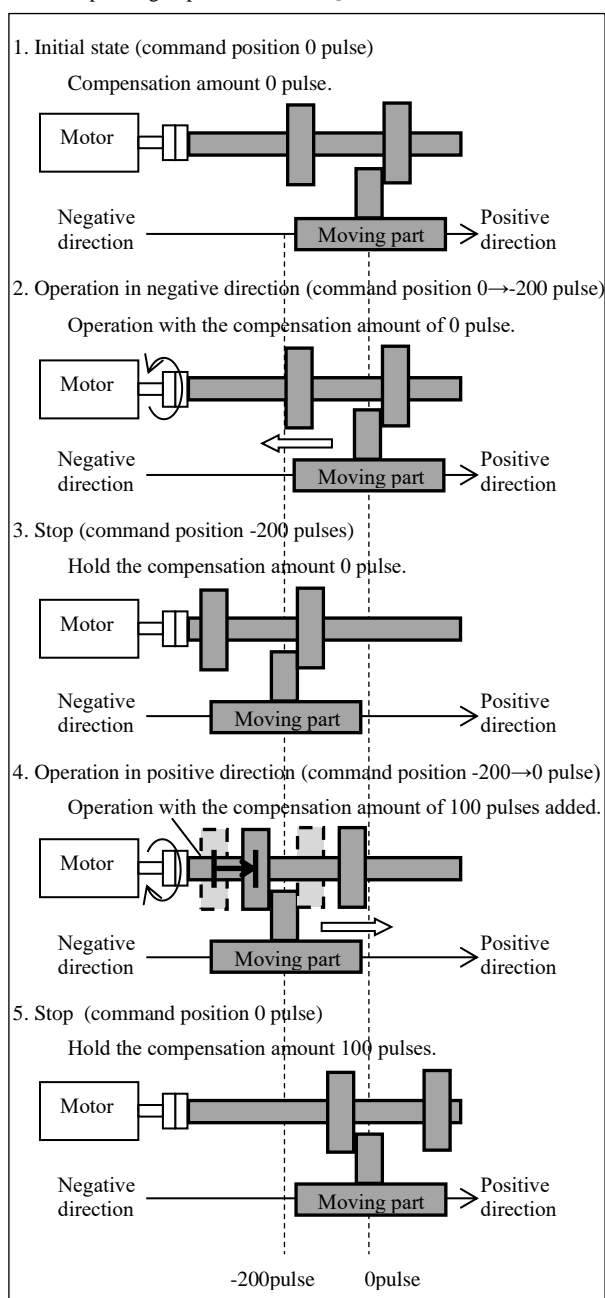 1. Initial state (command position 0 pulse)
Compensation amount 0 pulse.
Motor
Negative direction
Moving part
Positive direction
2. Operation in negative direction (command position 0→-200 pulse)
Operation with the compensation amount of 0 pulse.
Motor
Negative direction
Moving part
Positive direction
3. Stop (command position -200 pulses)
Hold the compensation amount 0 pulse.
Motor
Negative direction
Moving part
Positive direction
4. Operation in positive direction (command position -200→0 pulse)
Operation with the compensation amount of 100 pulses added.
Motor
Negative direction
Moving part
Positive direction
5. Stop (command position 0 pulse)
Hold the compensation amount 100 pulses.
Motor
Negative direction
Moving part
Positive direction
-200pulse 0pulse